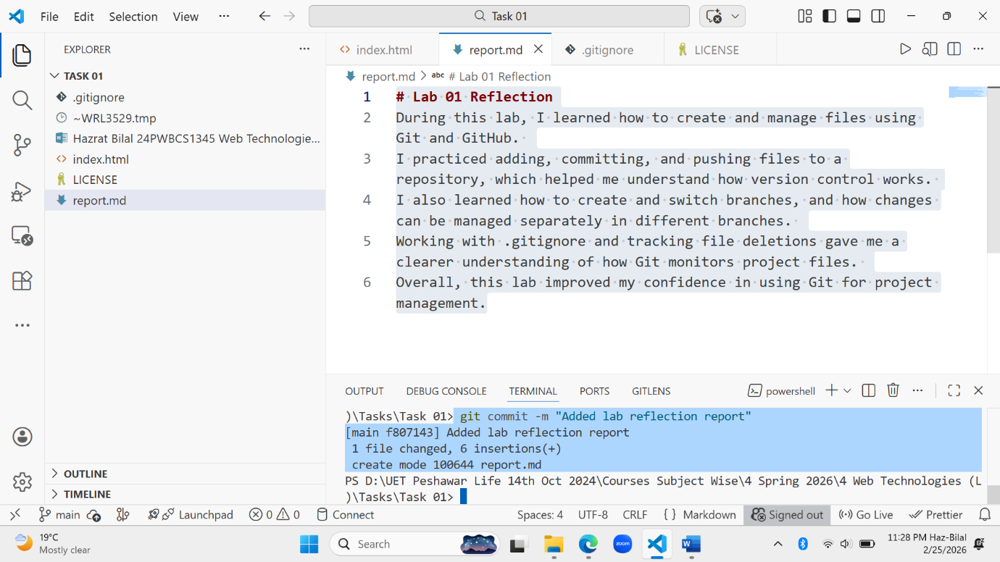 File Edit Selection View ··· Task 01
EXPLORER ···
TASK 01
.gitignore
~WRL3529.tmp
Hazrat Bilal 24PWBCS1345 Web Technologie...
index.html
LICENSE
report.md
OUTLINE
TIMELINE
index.html report.md .gitignore LICENSE
report.md > abc # Lab 01 Reflection
1 # Lab 01 Reflection
2 During this lab, I learned how to create and manage files using
Git and GitHub.
3 I practiced adding, committing, and pushing files to a
repository, which helped me understand how version control works.
4 I also learned how to create and switch branches, and how changes
can be managed separately in different branches.
5 Working with .gitignore and tracking file deletions gave me a
clearer understanding of how Git monitors project files.
6 Overall, this lab improved my confidence in using Git for project
management.
OUTPUT DEBUG CONSOLE TERMINAL PORTS GITLENS powershell
)\Tasks\Task 01> git commit -m "Added lab reflection report"
[main f807143] Added lab reflection report
1 file changed, 6 insertions(+)
create mode 100644 report.md
PS D:\UET Peshawar Life 14th Oct 2024\Courses Subject Wise\4 Spring 2026\4 Web Technologies (L
)\Tasks\Task 01>
main Launchpad 0 0 Connect Spaces: 4 UTF-8 CRLF { } Markdown Signed out Go Live Prettier
19°C
Mostly clear
Search
zoom
11:28 PM Haz-Bilal
2/25/2026